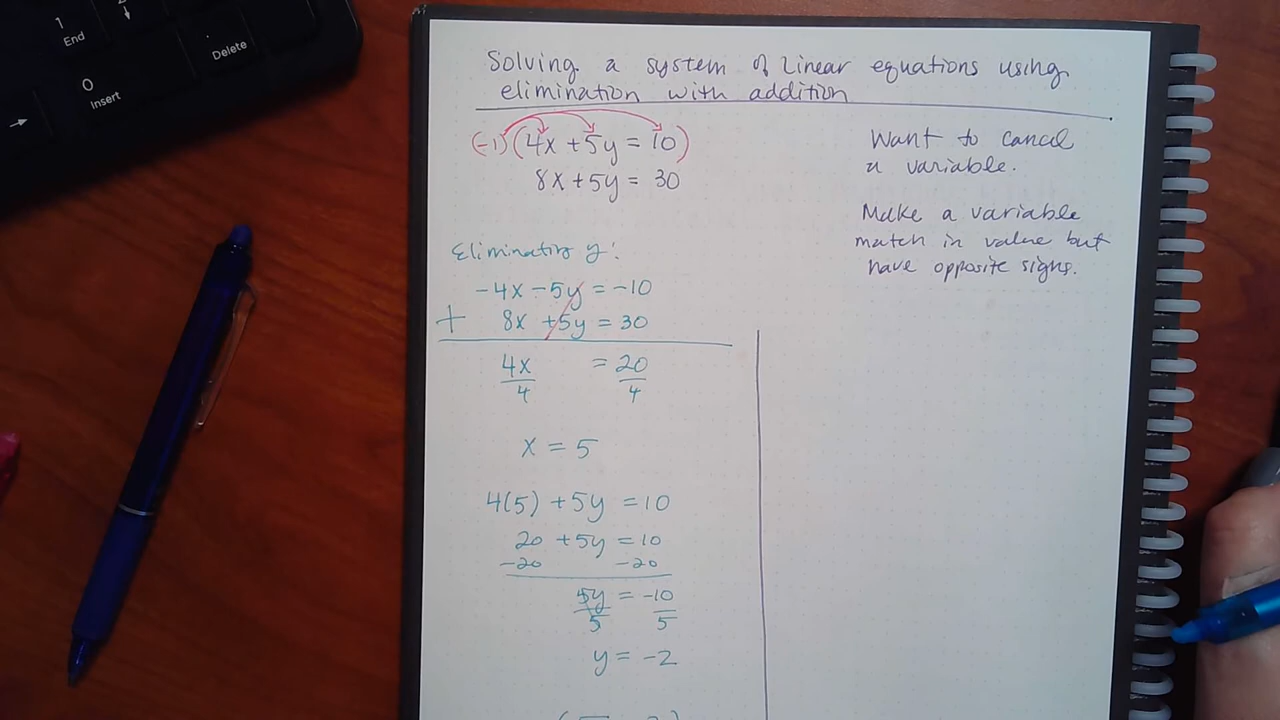 1
End
Delete
0
Insert
Solving a system of linear equations using
elimination with addition
(-1)(4x + 5y = 10)
8x + 5y = 30
Want to cancel
a variable.
Make a variable
match in value but
have opposite signs.
Eliminating y:
-4x - 5y = -10
+ 8x + 5y = 30
4x = 20
4 4
x = 5
4(5) + 5y = 10
20 + 5y = 10
-20 -20
5y = -10
5 5
y = -2